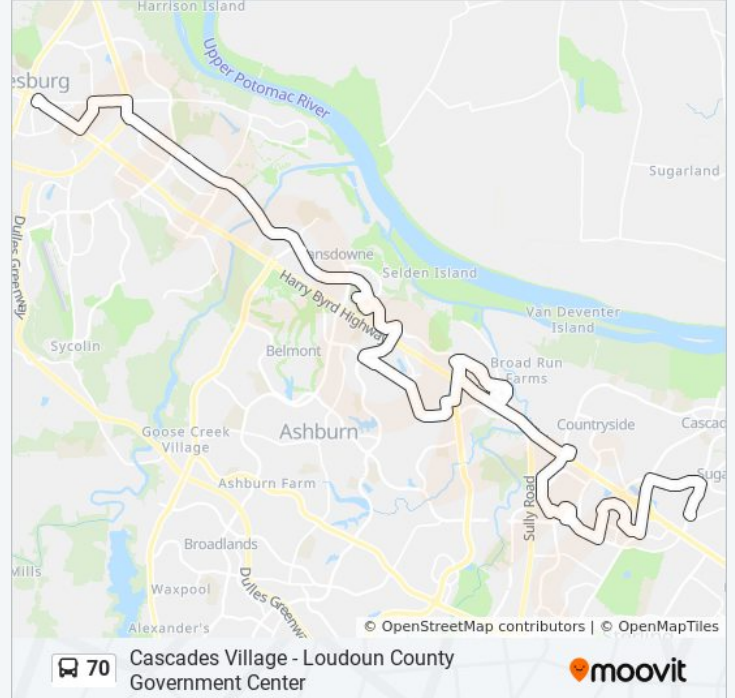 Harrison Island
esburg
Upper Potomac River
Sugarland
Dulles Greenway
ansdowne
Selden Island
Harry Byrd Highway
Van Deventer
Island
Sycolin
Belmont
Broad Run
Farms
Ashburn
Countryside
Cascad
Goose Creek
Village
Suga
Ashburn Farm
Sully Road
Broadlands
Mills
Waxpool
Dulles Greenwa
Alexander's
© OpenStreetMap contributors | © OpenMapTiles
70
Cascades Village - Loudoun County
Government Center
moovit